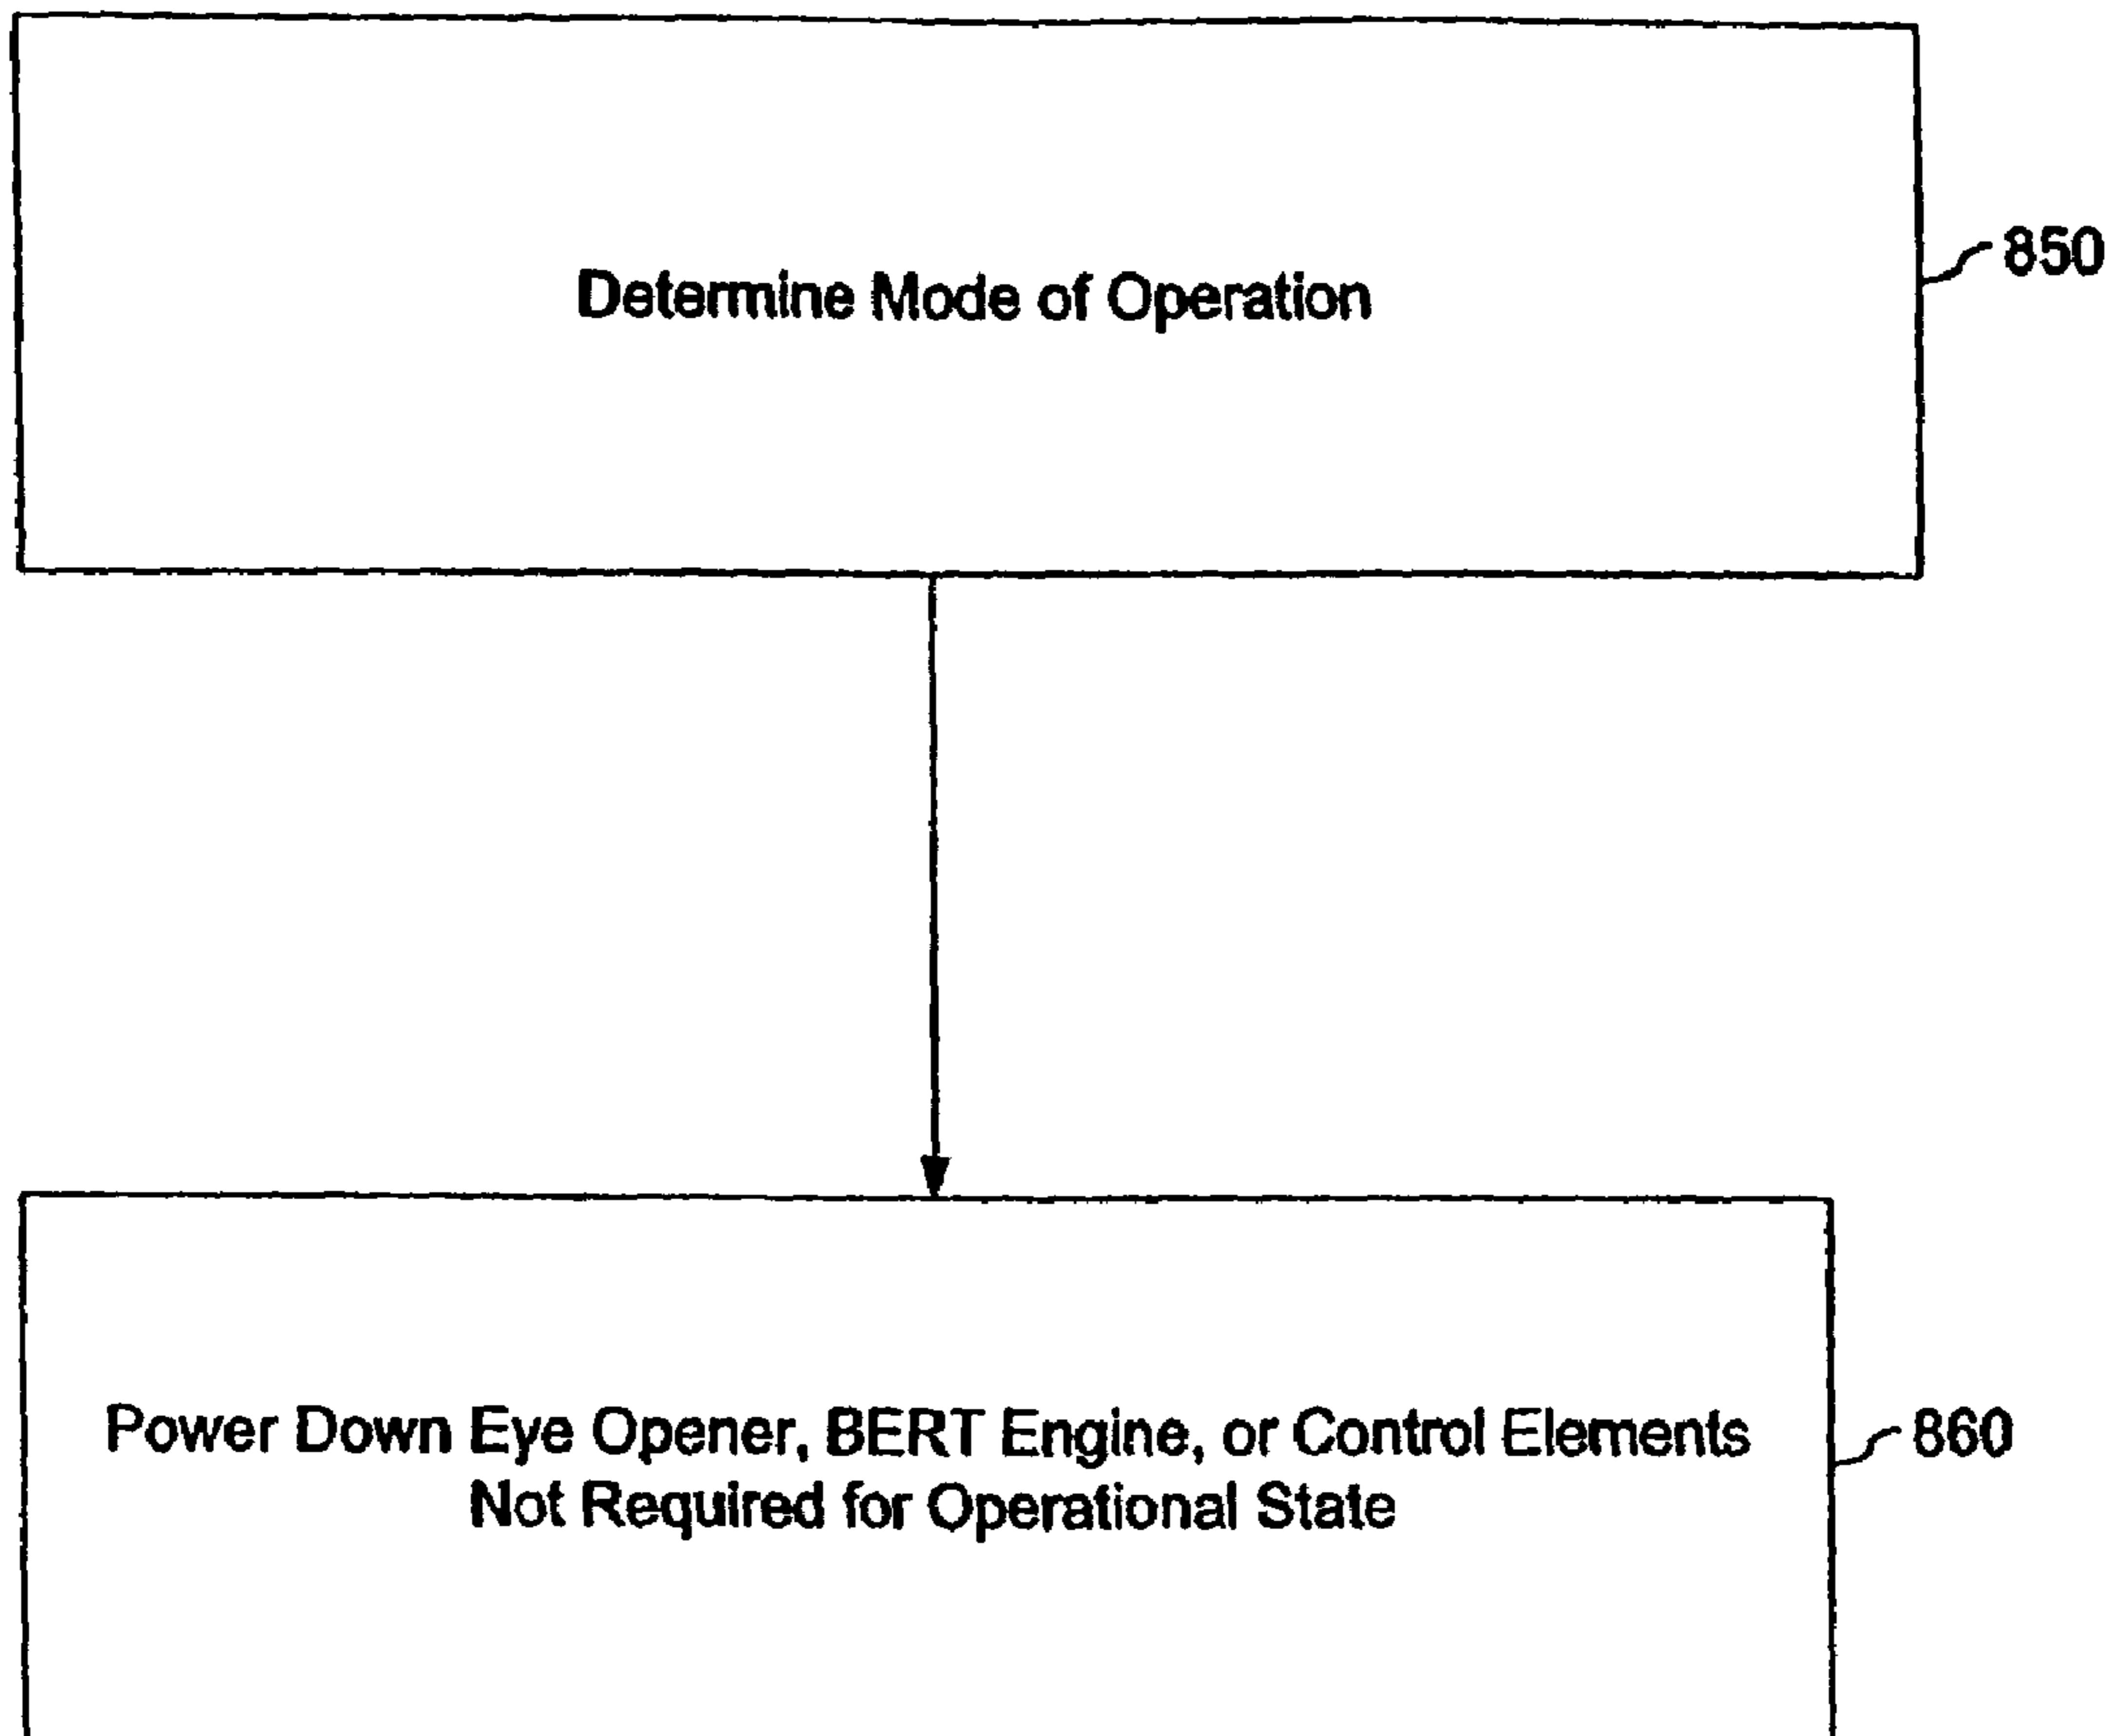 Determine Mode of Operation
850
Power Down Eye Opener, BERT Engine, or Control Elements
Not Required for Operational State
860